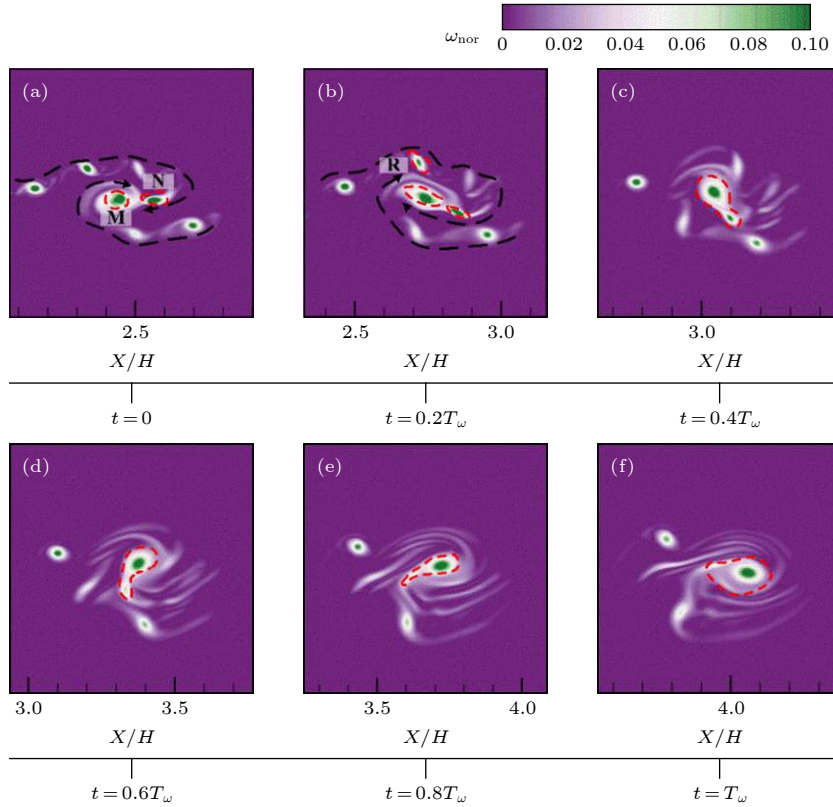 ω_nor 0 0.02 0.04 0.06 0.08 0.10
(a) (b) (c)
N
M
R
2.5 2.5 3.0 3.0
X/H X/H X/H
t=0 t=0.2T_ω t=0.4T_ω
(d) (e) (f)
3.0 3.5 3.5 4.0 4.0
X/H X/H X/H
t=0.6T_ω t=0.8T_ω t=T_ω